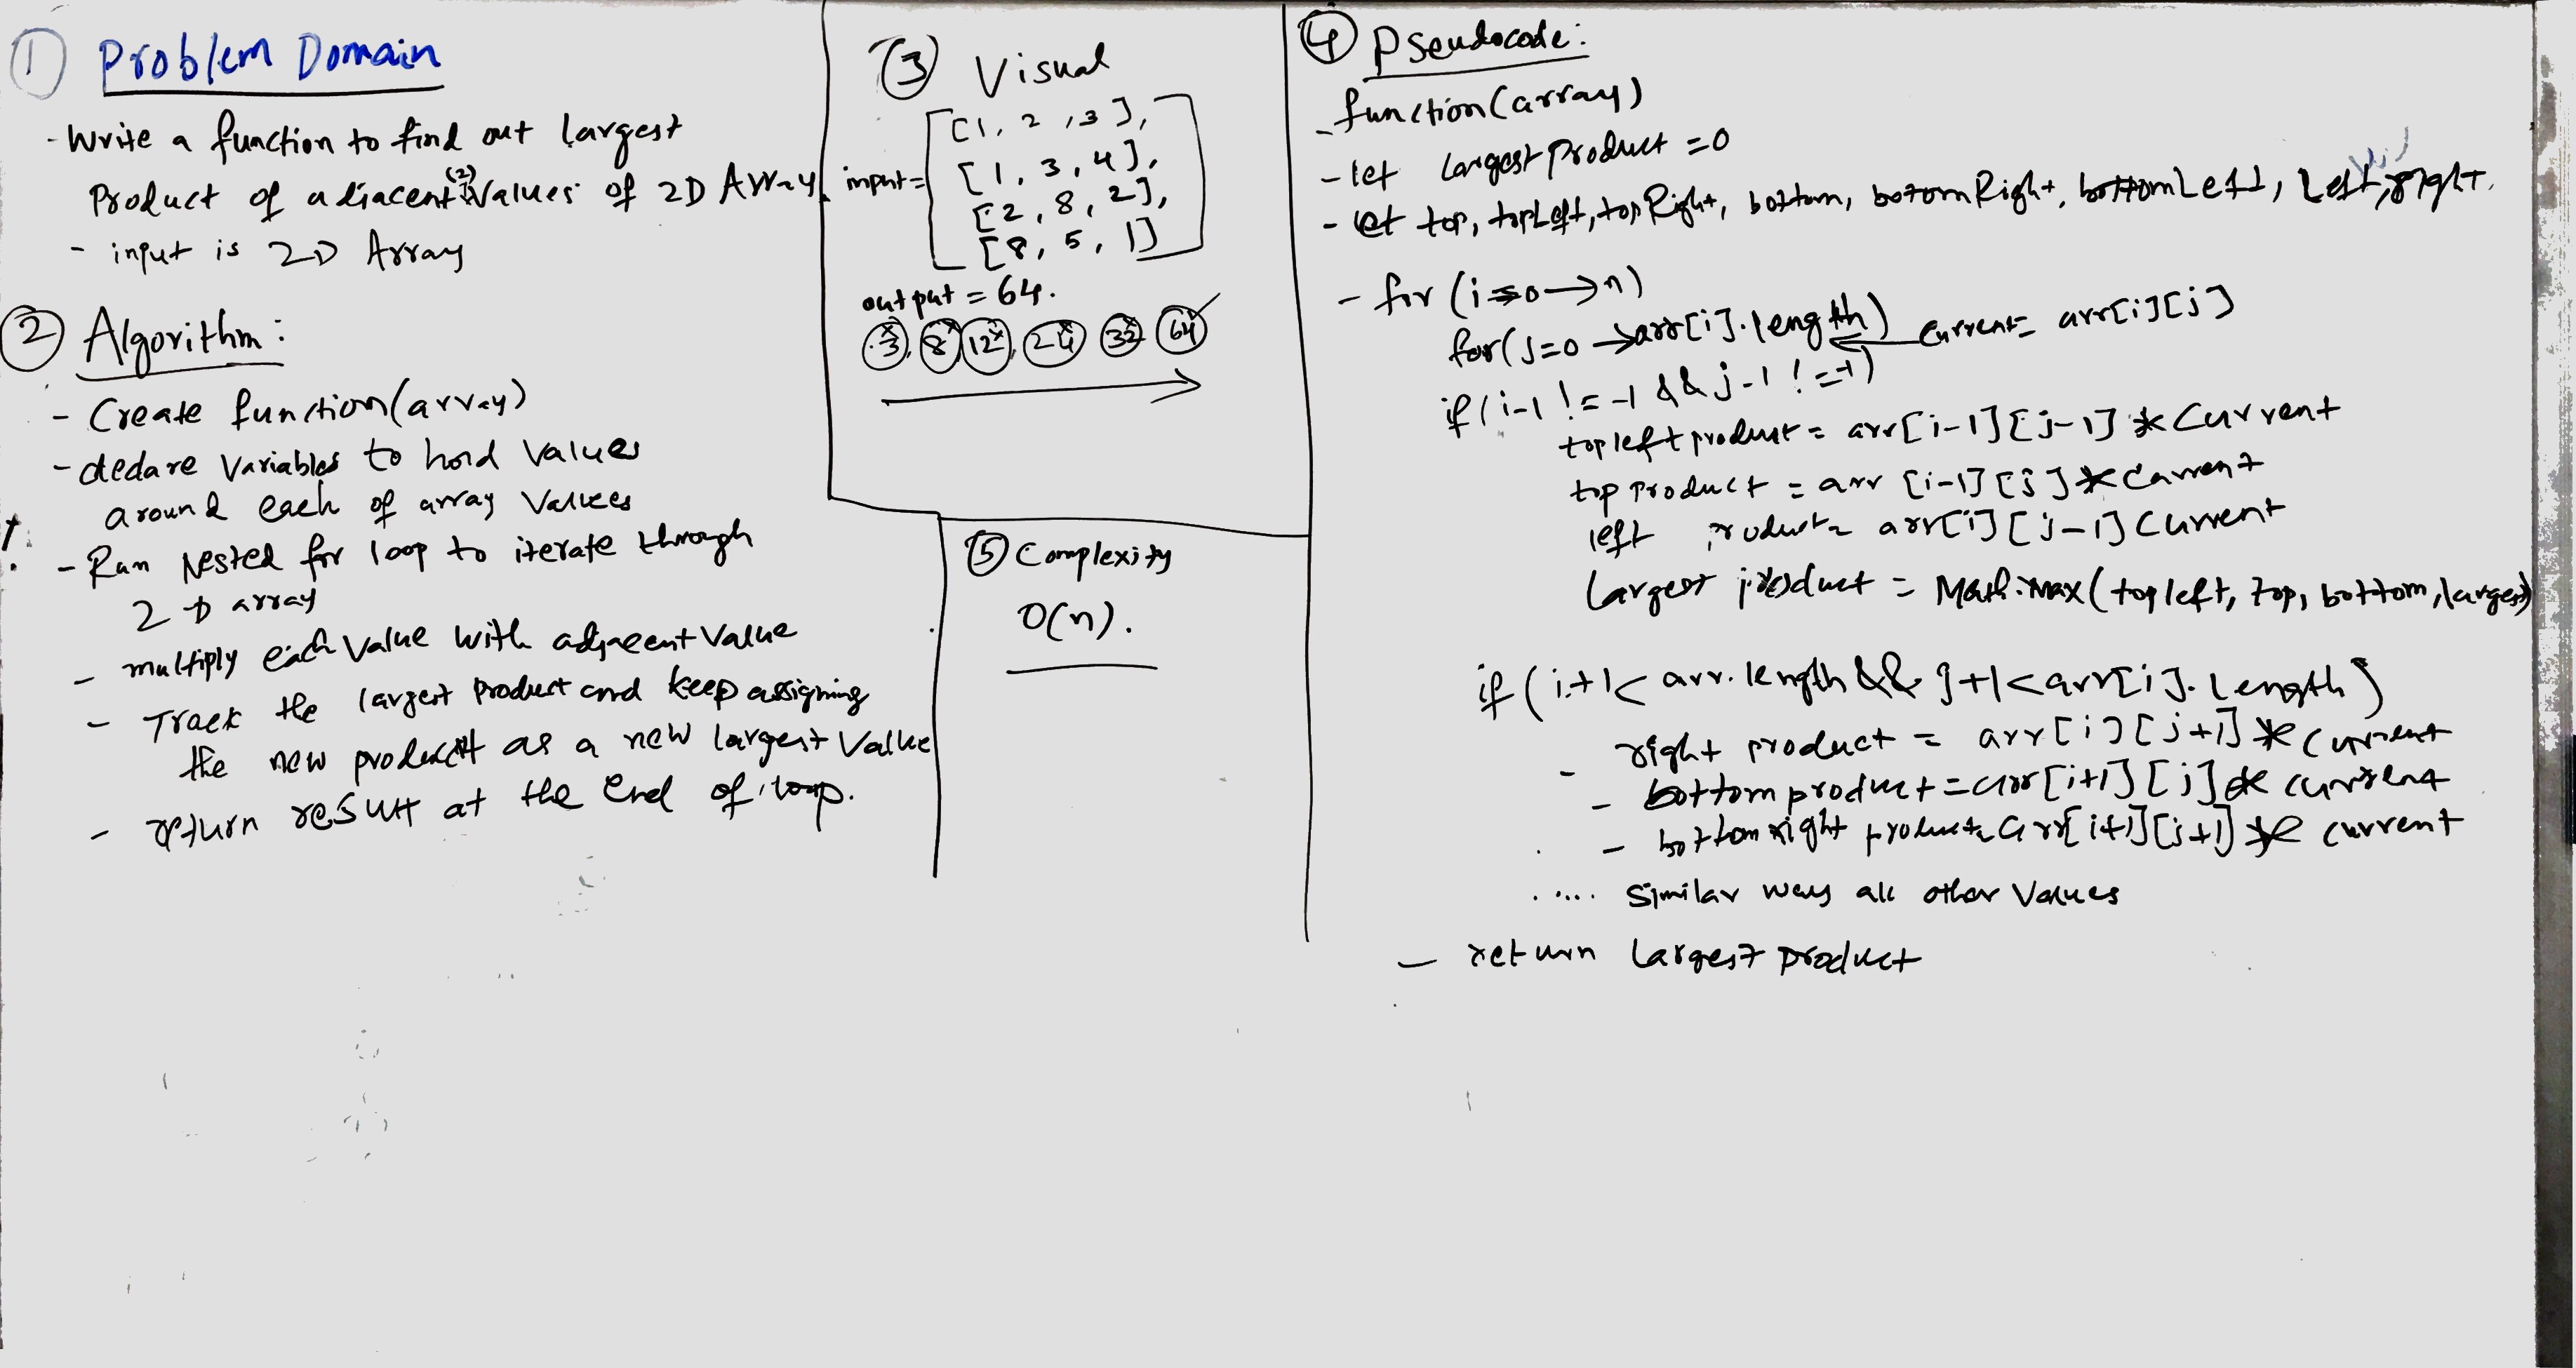 ① Problem Domain
- Write a function to find out largest
Product of adjacent (2) values of 2D Array.
- input is 2D Array
② Algorithm:
- Create function(array)
- declare variables to hold values
around each of array values
- Run Nested for loop to iterate through
2D array
- multiply each value with adjacent value
- Track the largest product and keep assigning
the new product as a new largest value
- return result at the end of loop.
③ Visual
input = [[1, 2, 3],
[1, 3, 4],
[2, 8, 2],
[8, 5, 1]]
output = 64.
3, 8, 12, 24, 32, 64
⑤ Complexity
O(n).
④ Pseudocode:
- function(array)
- let largest Product = 0
- let top, topLeft, topRight, bottom, botomRight, bottomLeft, Left, right.
- for (i=0→n)
for(j=0→arr[i].length) current= arr[i][j]
if(i-1 != -1 && j-1 != -1)
topleft product = arr[i-1][j-1] * Current
top Product = arr [i-1][j] * Current
left product = arr[i][j-1] Current
largest product = Math.max(topleft, top, bottom, largest)
if (i+1< arr.length && j+1<arr[i].length)
- right product = arr[i][j+1] * current
- bottom product = arr[i+1][j] * current
- bottom right product = arr[i+1][j+1] * current
..... Similar ways all other values
- return largest product